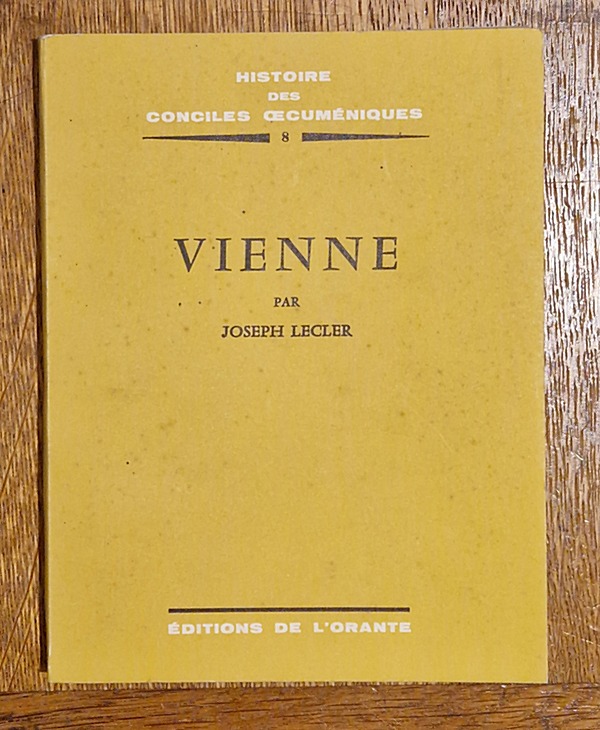 HISTOIRE
DES
CONCILES ŒCUMÉNIQUES
8
VIENNE
PAR
JOSEPH LECLER
ÉDITIONS DE L'ORANTE